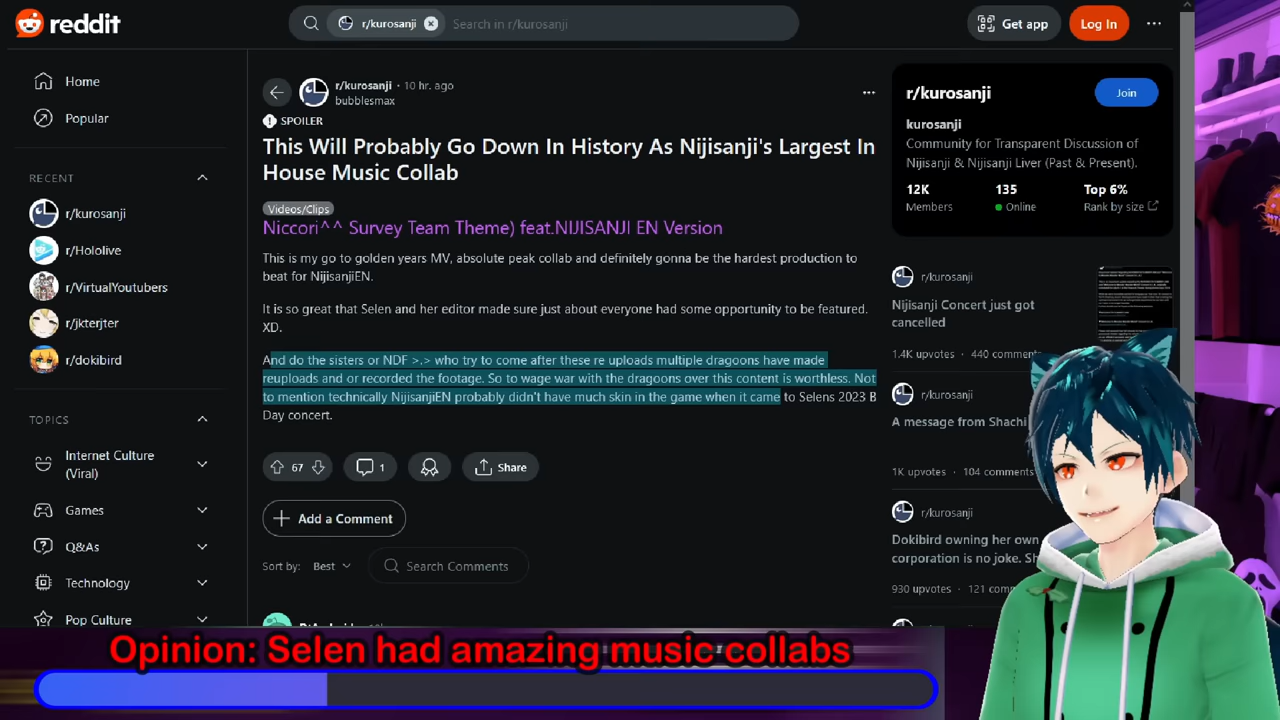 reddit
r/kurosanji
Search in r/kurosanji
Get app
Log In
Home
Popular
RECENT
r/kurosanji
r/Hololive
r/VirtualYoutubers
r/jkterjter
r/dokibird
TOPICS
Internet Culture
(Viral)
Games
Q&As
Technology
Pop Culture
r/kurosanji • 10 hr. ago
bubblesmax
SPOILER
This Will Probably Go Down In History As Nijisanji's Largest In
House Music Collab
Videos/Clips
Niccori^^ Survey Team Theme) feat.NIJISANJI EN Version
This is my go to golden years MV, absolute peak collab and definitely gonna be the hardest production to
beat for NijisanjiEN.
It is so great that Selen and her editor made sure just about everyone had some opportunity to be featured.
XD.
And do the sisters or NDF >.> who try to come after these re uploads multiple dragoons have made
reuploads and or recorded the footage. So to wage war with the dragoons over this content is worthless. Not
to mention technically NijisanjiEN probably didn't have much skin in the game when it came to Selens 2023 B
Day concert.
67
1
Share
Add a Comment
Sort by: Best
Search Comments
r/kurosanji
Join
kurosanji
Community for Transparent Discussion of
Nijisanji & Nijisanji Liver (Past & Present).
12K
135
Top 6%
Members
Online
Rank by size
r/kurosanji
Nijisanji Concert just got
cancelled
1.4K upvotes • 440 comments
r/kurosanji
A message from Shachi
1K upvotes • 104 comments
r/kurosanji
Dokibird owning her own
corporation is no joke.
930 upvotes • 121
Opinion: Selen had amazing music collabs